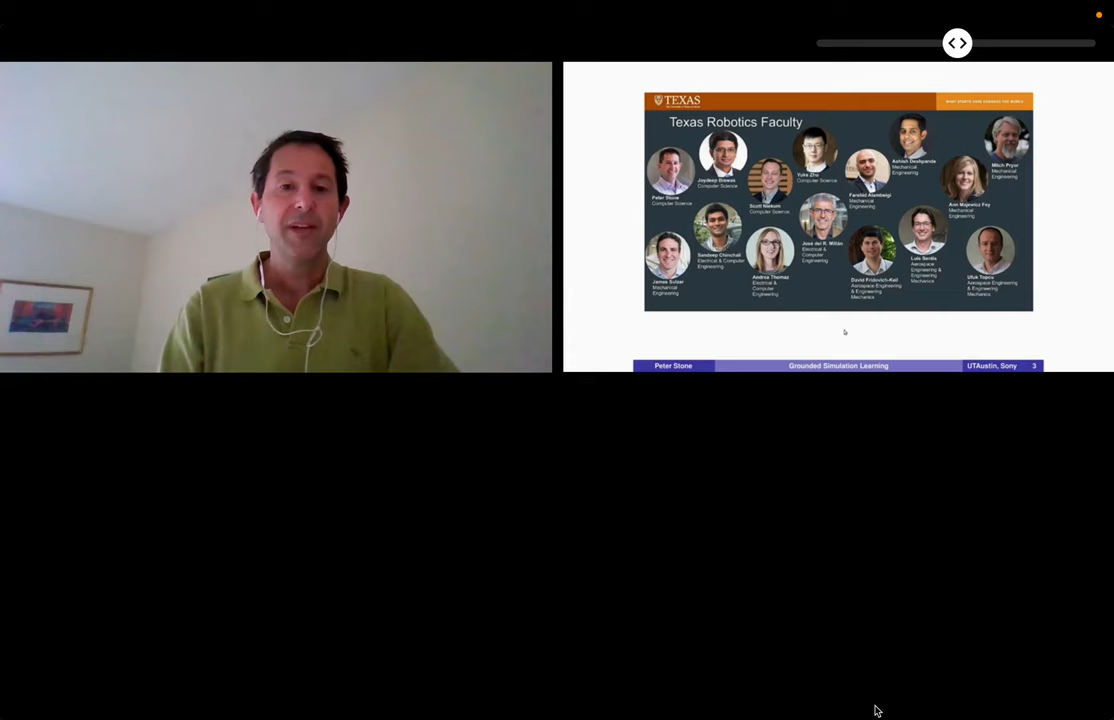 TEXAS
WHAT STARTS HERE CHANGES THE WORLD
Texas Robotics Faculty
Peter Stone
Computer Science
Joydeep Biswas
Computer Science
Scott Niekum
Computer Science
Yuke Zhu
Computer Science
Farshid Alambeigi
Mechanical
Engineering
Ashish Deshpande
Mechanical
Engineering
Ann Majewicz Fey
Mechanical
Engineering
Mitch Pryor
Mechanical
Engineering
James Sulzer
Mechanical
Engineering
Sandeep Chinchali
Electrical & Computer
Engineering
Andrea Thomaz
Electrical &
Computer
Engineering
José del R. Millán
Electrical &
Computer
Engineering
David Fridovich-Keil
Aerospace Engineering
& Engineering
Mechanics
Luis Sentis
Aerospace
Engineering &
Engineering
Mechanics
Ufuk Topcu
Aerospace Engineering
& Engineering
Mechanics
Peter Stone
Grounded Simulation Learning
UTAustin, Sony 3